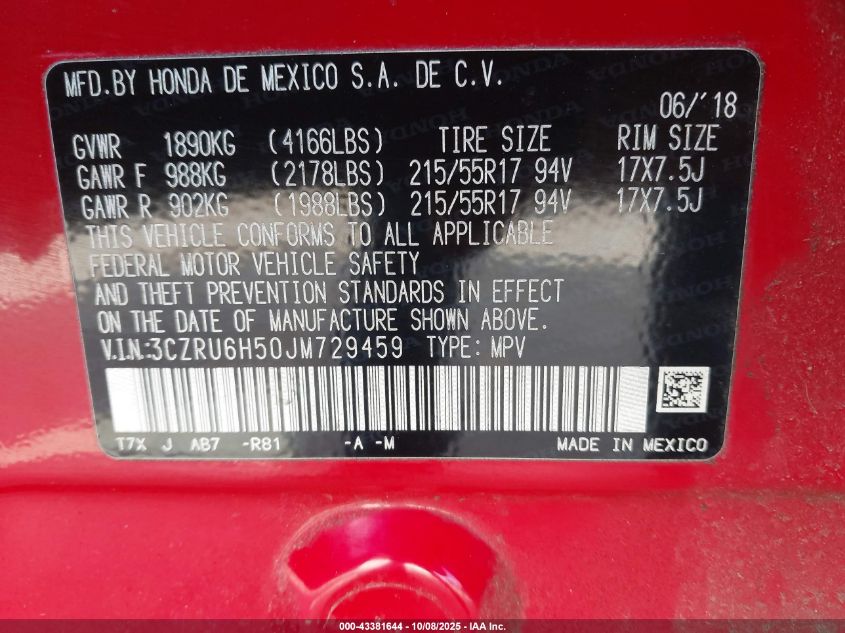 MFD.BY HONDA DE MEXICO S.A. DE C.V.
06/'18
GVWR 1890KG (4166LBS) TIRE SIZE RIM SIZE
GAWR F 988KG (2178LBS) 215/55R17 94V 17X7.5J
GAWR R 902KG (1988LBS) 215/55R17 94V 17X7.5J
THIS VEHICLE CONFORMS TO ALL APPLICABLE
FEDERAL MOTOR VEHICLE SAFETY
AND THEFT PREVENTION STANDARDS IN EFFECT
ON THE DATE OF MANUFACTURE SHOWN ABOVE.
V.I.N:3CZRU6H50JM729459 TYPE: MPV
T7X J AB7 -R81 -A -M MADE IN MEXICO
000-43381644 | 10/08/2025 - IAA Inc.